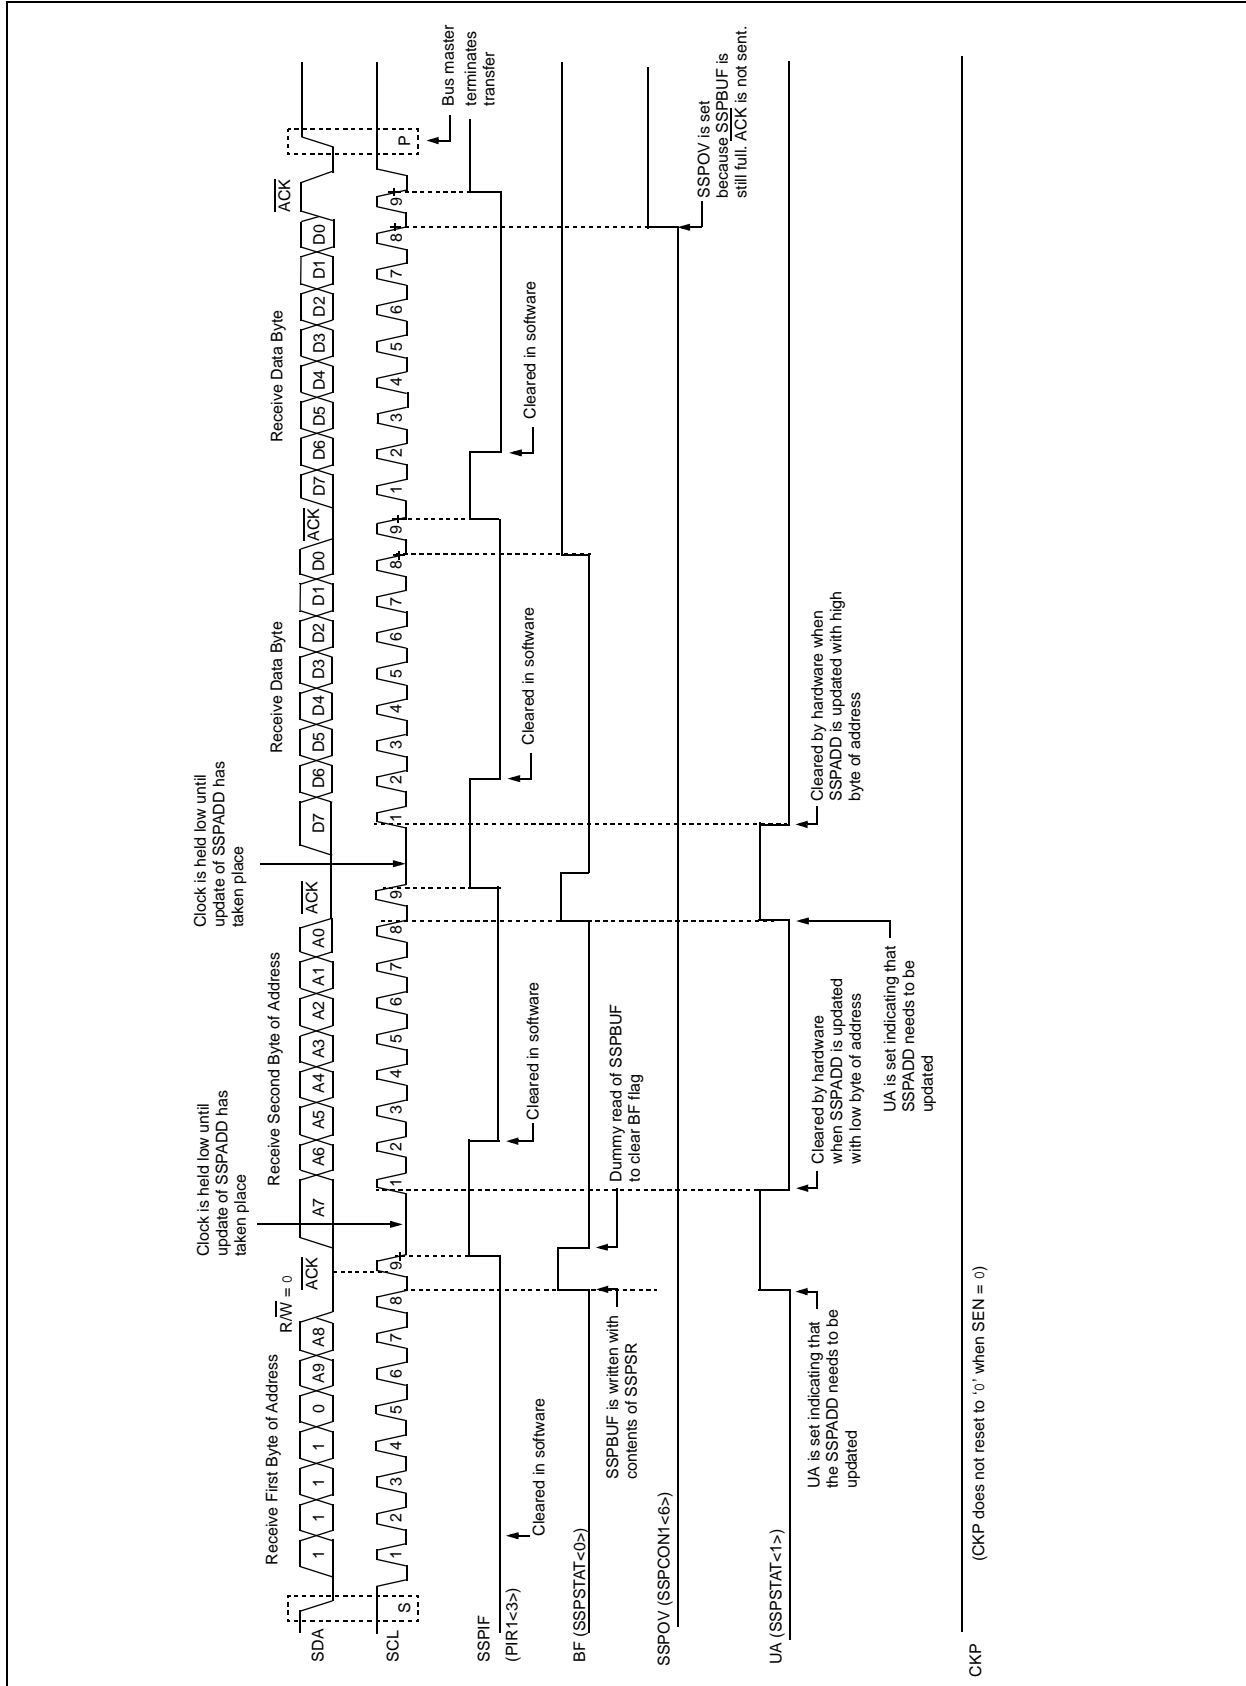 Receive First Byte of Address
R/W = 0
ACK
Clock is held low until
update of SSPADD has
taken place
Receive Second Byte of Address
ACK
Clock is held low until
update of SSPADD has
taken place
Receive Data Byte
ACK
Receive Data Byte
ACK
SDA
1 1 1 1 0 A9 A8 A7 A6 A5 A4 A3 A2 A1 A0 D7 D6 D5 D4 D3 D2 D1 D0 D7 D6 D5 D4 D3 D2 D1 D0
SCL
S 1 2 3 4 5 6 7 8 9 1 2 3 4 5 6 7 8 9 1 2 3 4 5 6 7 8 9 1 2 3 4 5 6 7 8 9 P
Bus master
terminates
transfer
SSPIF
(PIR1<3>)
Cleared in software
Cleared in software
Cleared in software
Cleared in software
BF (SSPSTAT<0>)
SSPBUF is written with
contents of SSPSR
Dummy read of SSPBUF
to clear BF flag
SSPOV (SSPCON1<6>)
SSPOV is set
because SSPBUF is
still full. ACK is not sent.
UA (SSPSTAT<1>)
UA is set indicating that
the SSPADD needs to be
updated
Cleared by hardware
when SSPADD is updated
with low byte of address
UA is set indicating that
SSPADD needs to be
updated
Cleared by hardware when
SSPADD is updated with high
byte of address
CKP
(CKP does not reset to ‘0’ when SEN = 0)